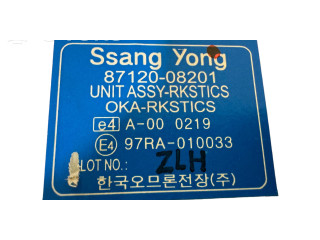 Ssang Yong
87120-08201
UNIT ASSY-RKSTICS
OKA-RKSTICS
e4 A-00 0219
E4 97RA-010033
LOT NO.: ZLH
한국오므론전장(주)